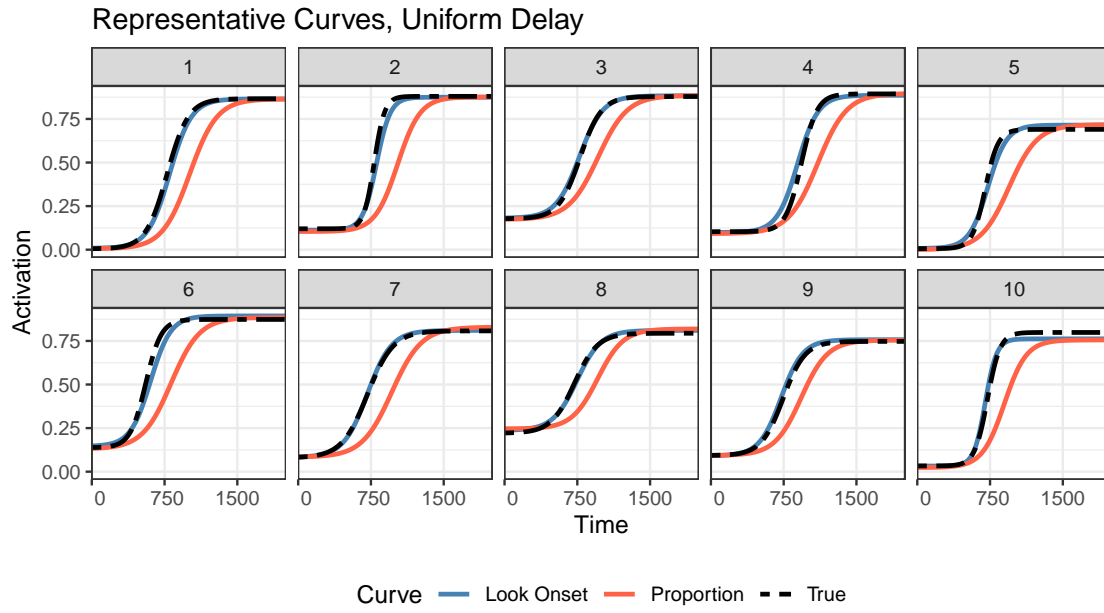 Representative Curves, Uniform Delay
1 2 3 4 5
0.75
0.50
0.25
0.00
6 7 8 9 10
0.75
0.50
0.25
0.00
Activation
0 750 1500 0 750 1500 0 750 1500 0 750 1500 0 750 1500
Time
Curve Look Onset Proportion True